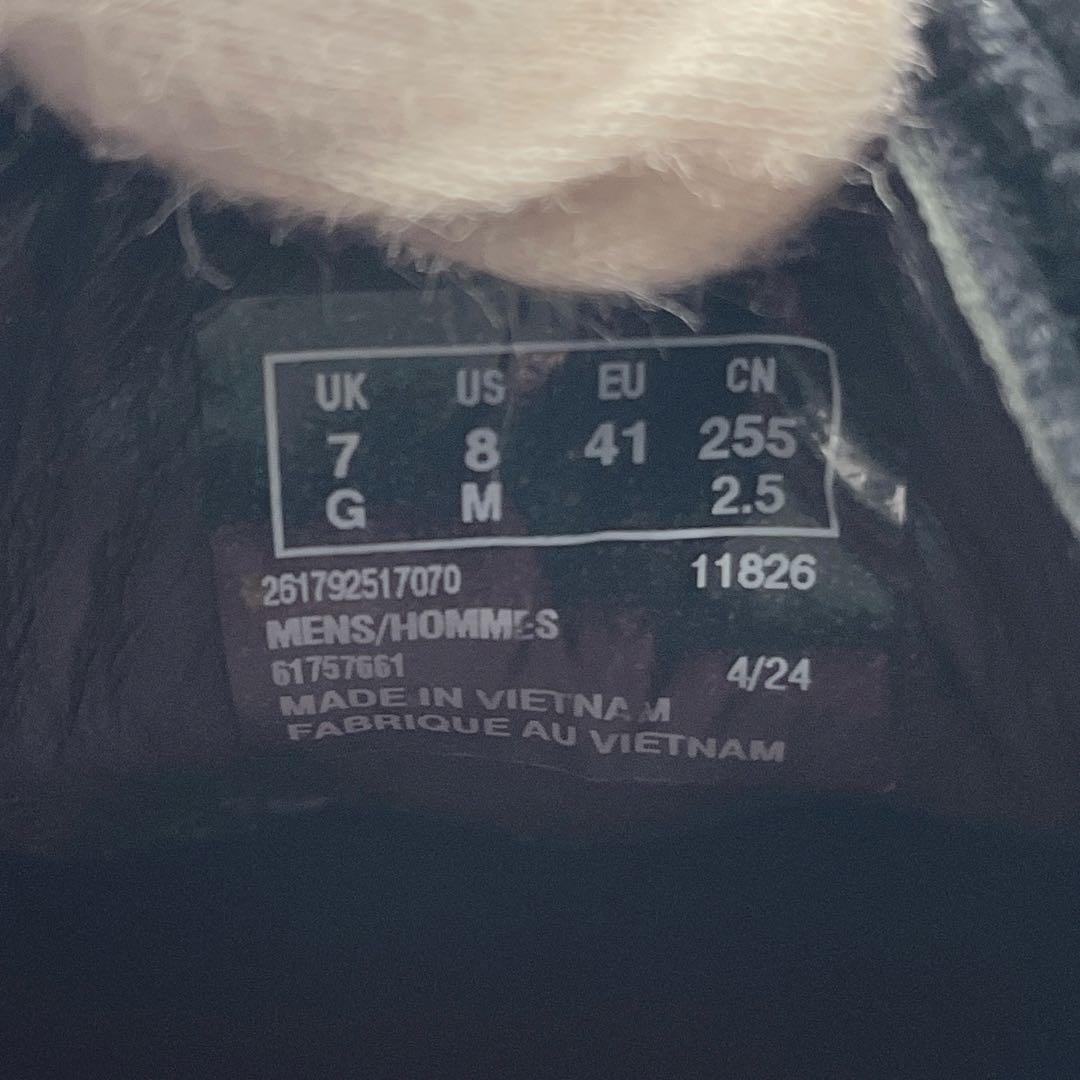 UK US EU CN
7 8 41 255
G M 2.5
261792517070 11826
MENS/HOMMES
61757661 4/24
MADE IN VIETNAM
FABRIQUE AU VIETNAM